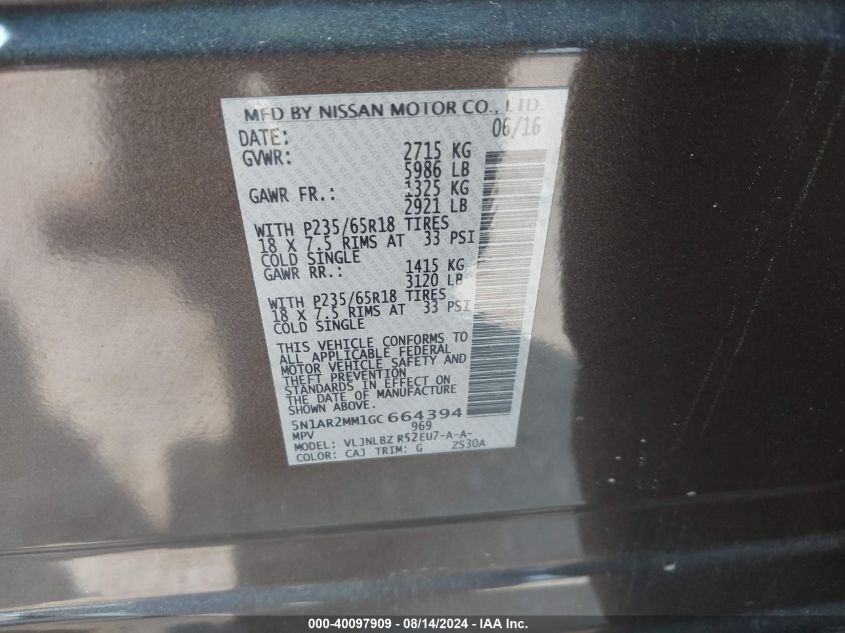 MFD BY NISSAN MOTOR CO., LTD.
DATE: 06/16
GVWR: 2715 KG
5986 LB
GAWR FR.: 1325 KG
2921 LB
WITH P235/65R18 TIRES
18 X 7.5 RIMS AT 33 PSI
COLD SINGLE
GAWR RR.: 1415 KG
3120 LB
WITH P235/65R18 TIRES
18 X 7.5 RIMS AT 33 PSI
COLD SINGLE
THIS VEHICLE CONFORMS TO
ALL APPLICABLE FEDERAL
MOTOR VEHICLE SAFETY AND
THEFT PREVENTION
STANDARDS IN EFFECT ON
THE DATE OF MANUFACTURE
SHOWN ABOVE.
5N1AR2MM1GC664394
MPV 969
MODEL: VLJNLBZ R52EU7-A-A-
COLOR: CAJ TRIM: G ZS30A
000-40097909 - 08/14/2024 - IAA Inc.